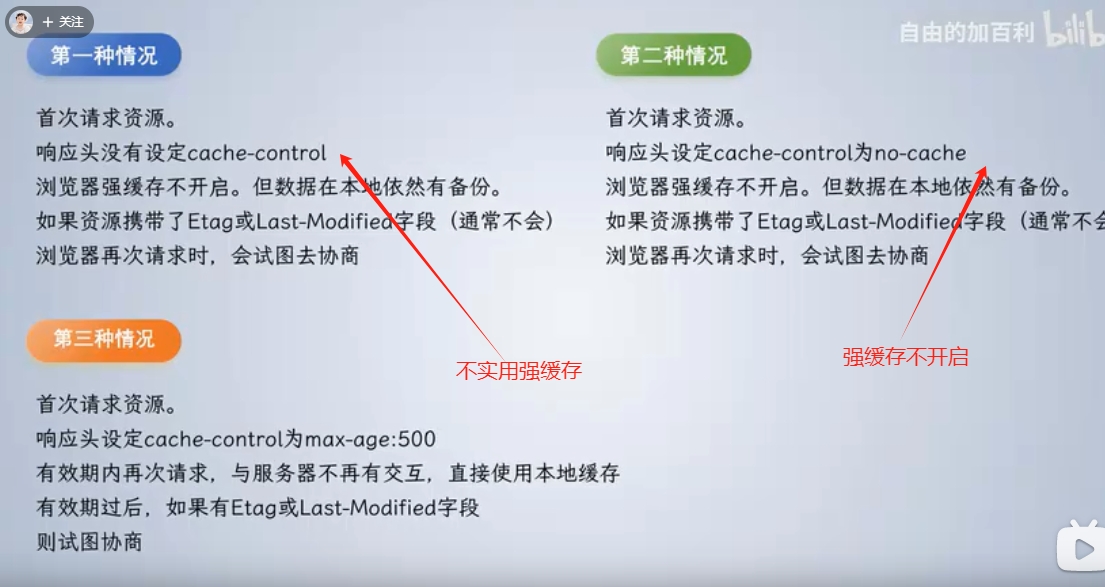 + 关注
自由的加百利 bilib
第一种情况
首次请求资源。
响应头没有设定cache-control
浏览器强缓存不开启。但数据在本地依然有备份。
如果资源携带了Etag或Last-Modified字段（通常不会）
浏览器再次请求时，会试图去协商
第二种情况
首次请求资源。
响应头设定cache-control为no-cache
浏览器强缓存不开启。但数据在本地依然有备份。
如果资源携带了Etag或Last-Modified字段（通常不会
浏览器再次请求时，会试图去协商
不实用强缓存
强缓存不开启
第三种情况
首次请求资源。
响应头设定cache-control为max-age:500
有效期内再次请求，与服务器不再有交互，直接使用本地缓存
有效期过后，如果有Etag或Last-Modified字段
则试图协商